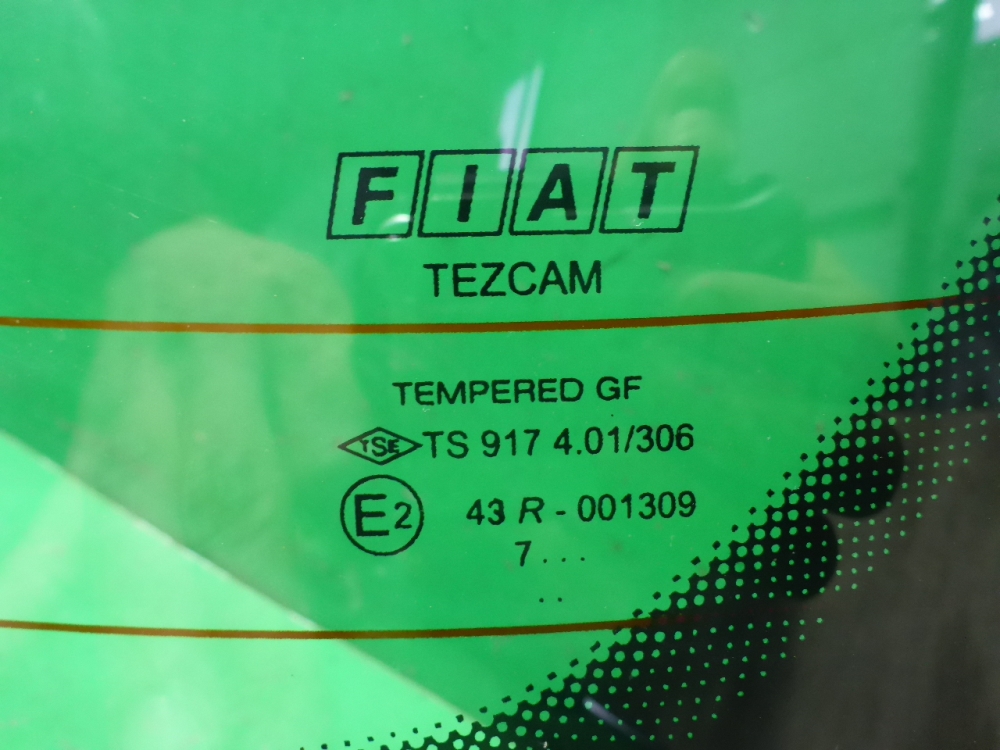 FIAT
TEZCAM
TEMPERED GF
TSE TS 917 4.01/306
E2 43 R - 001309
7 . . .
. .